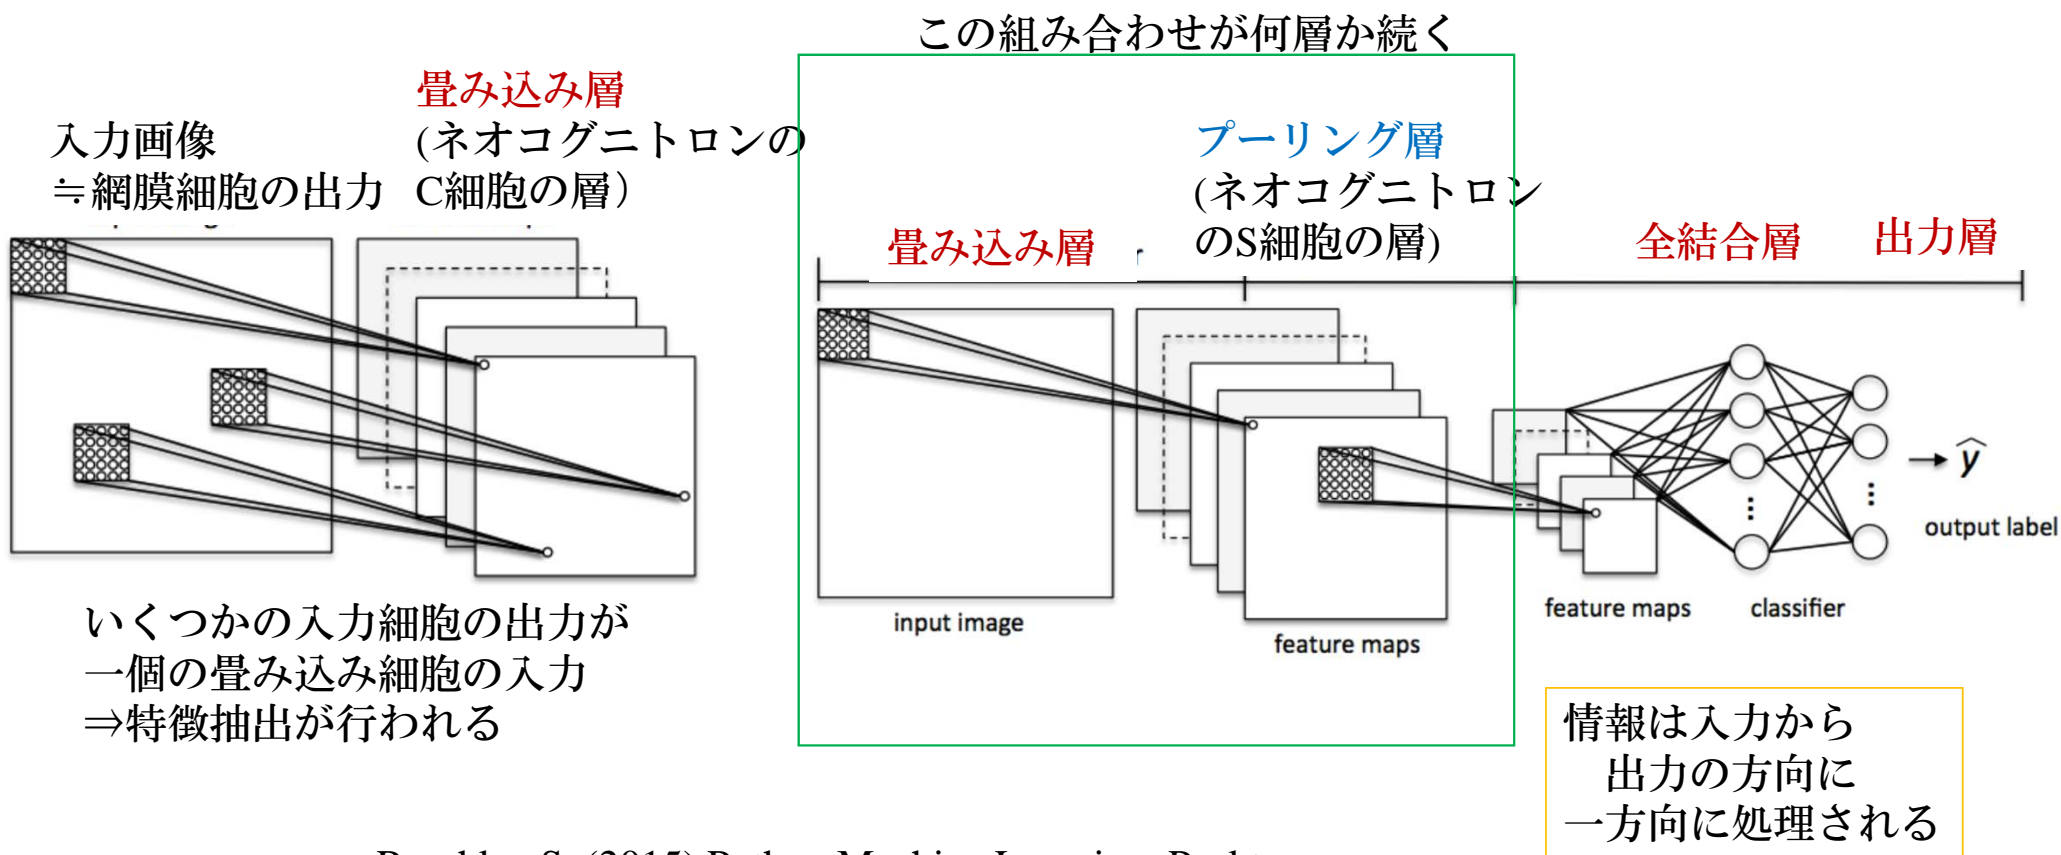 この組み合わせが何層か続く
入力画像
≒網膜細胞の出力
畳み込み層
(ネオコグニトロンの
C細胞の層）
畳み込み層
プーリング層
(ネオコグニトロン
のS細胞の層)
全結合層
出力層
input image
feature maps
feature maps
classifier
ŷ
output label
いくつかの入力細胞の出力が
一個の畳み込み細胞の入力
⇒特徴抽出が行われる
情報は入力から
出力の方向に
一方向に処理される